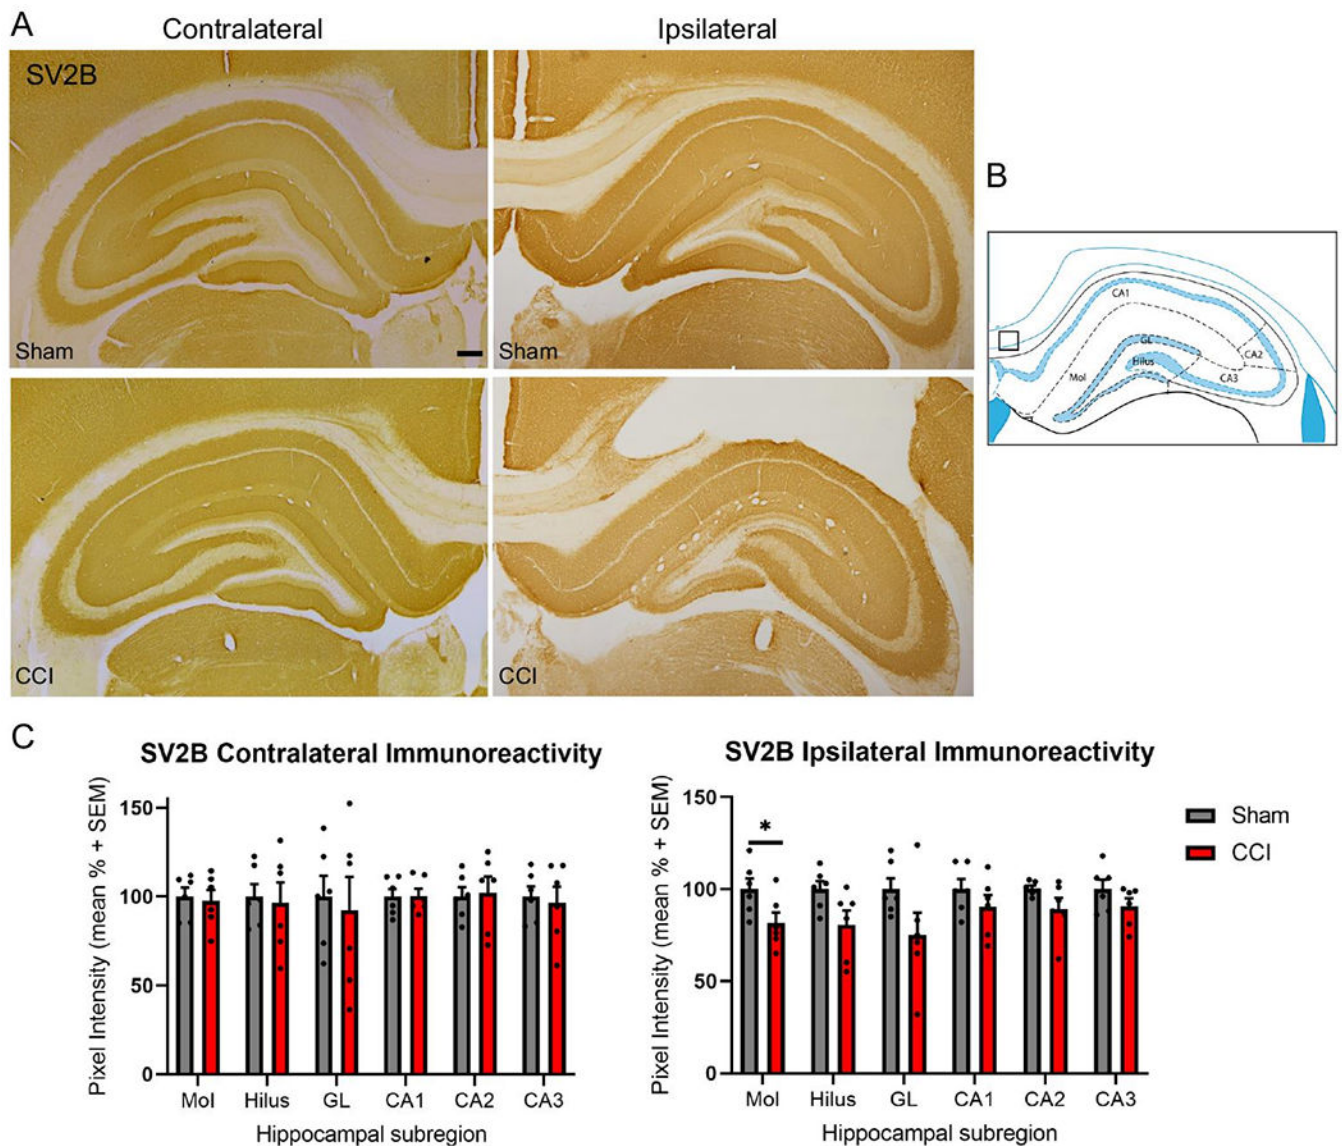 A
Contralateral
Ipsilateral
SV2B
Sham
Sham
CCI
CCI
B
CA1
GL
Hilus
CA2
Mol
CA3
C
SV2B Contralateral Immunoreactivity
Pixel Intensity (mean % + SEM)
150
100
50
0
Mol Hilus GL CA1 CA2 CA3
Hippocampal subregion
SV2B Ipsilateral Immunoreactivity
Pixel Intensity (mean % + SEM)
150
100
50
0
*
Mol Hilus GL CA1 CA2 CA3
Hippocampal subregion
Sham
CCI